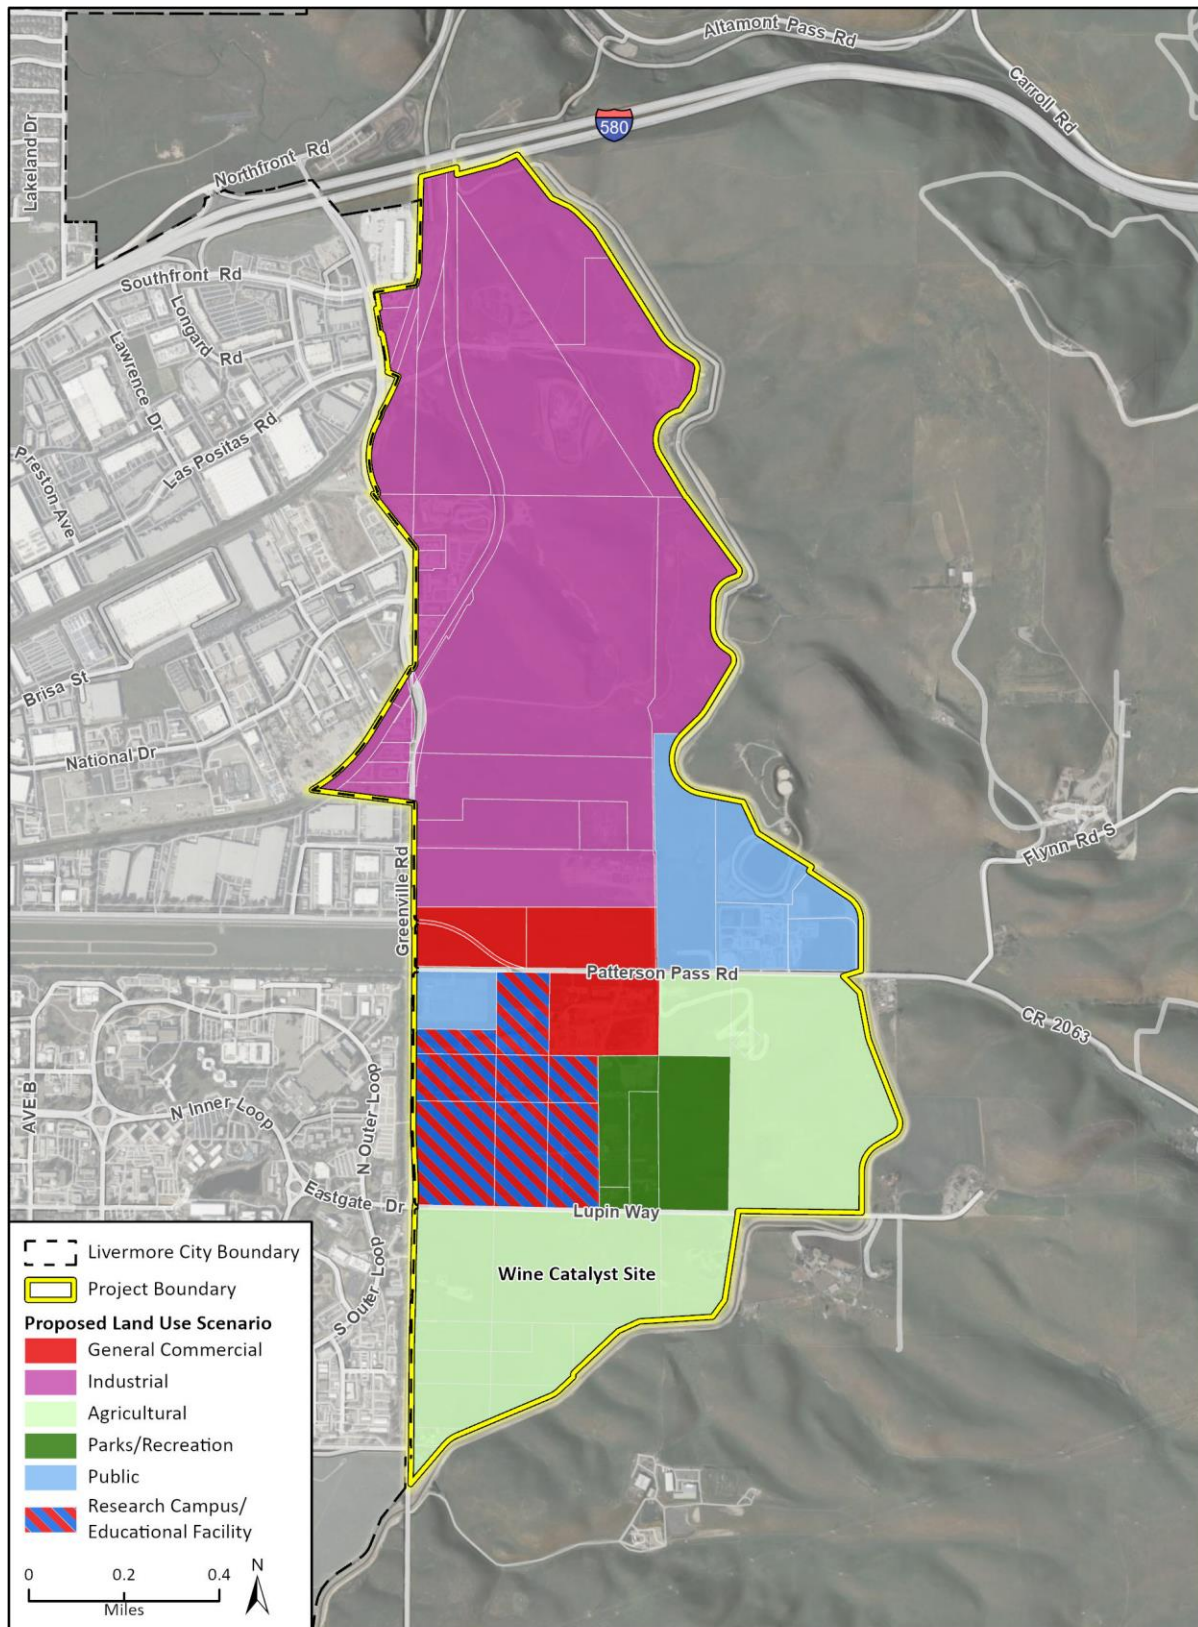 Altamont Pass Rd
Carroll Rd
580
Lakeland Dr
Northfront Rd
Southfront Rd
Longard Rd
Lawrence Dr
Las Positas Rd
Preston Ave
Brisa St
National Dr
Flynn Rd S
Greenville Rd
Patterson Pass Rd
CR 2063
AVE B
N Inner Loop
N Outer Loop
Eastgate Dr
Lupin Way
S Outer Loop
Wine Catalyst Site
Livermore City Boundary
Project Boundary
Proposed Land Use Scenario
General Commercial
Industrial
Agricultural
Parks/Recreation
Public
Research Campus/
Educational Facility
0 0.2 0.4
Miles
N